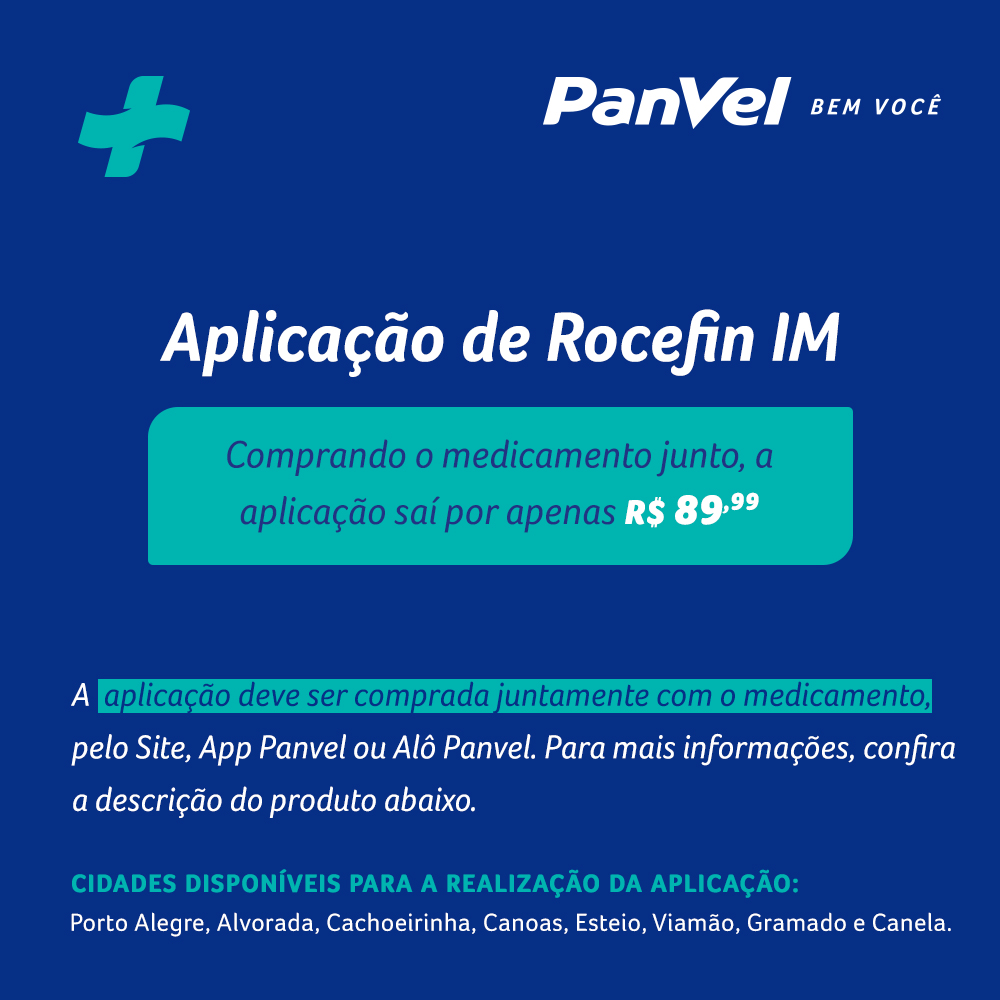 PanVel BEM VOCÊ
Aplicação de Rocefin IM
Comprando o medicamento junto, a
aplicação saí por apenas R$ 89,99
A aplicação deve ser comprada juntamente com o medicamento,
pelo Site, App Panvel ou Alô Panvel. Para mais informações, confira
a descrição do produto abaixo.
CIDADES DISPONÍVEIS PARA A REALIZAÇÃO DA APLICAÇÃO:
Porto Alegre, Alvorada, Cachoeirinha, Canoas, Esteio, Viamão, Gramado e Canela.